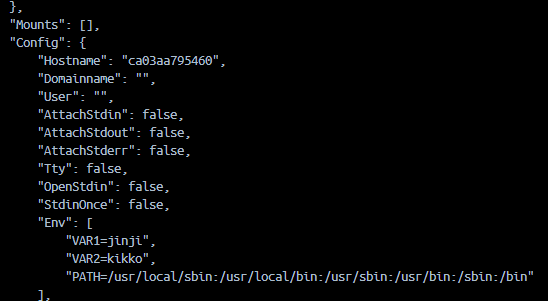 },
"Mounts": [],
"Config": {
"Hostname": "ca03aa795460",
"Domainname": "",
"User": "",
"AttachStdin": false,
"AttachStdout": false,
"AttachStderr": false,
"Tty": false,
"OpenStdin": false,
"StdinOnce": false,
"Env": [
"VAR1=jinji",
"VAR2=kikko",
"PATH=/usr/local/sbin:/usr/local/bin:/usr/sbin:/usr/bin:/sbin:/bin"
],